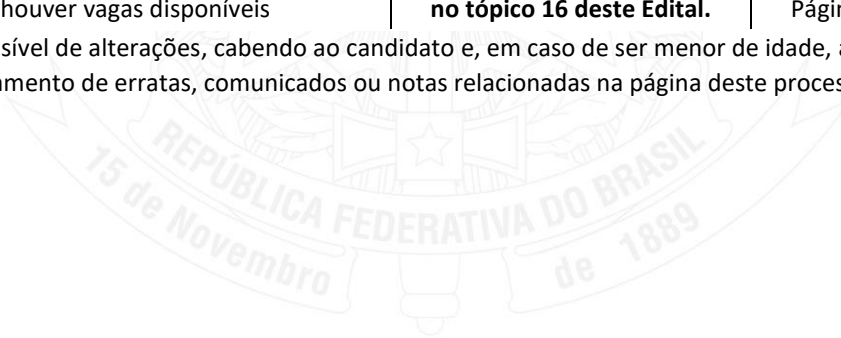 houver vagas disponíveis no tópico 16 deste Edital. Págin
sível de alterações, cabendo ao candidato e, em caso de ser menor de idade, a
mento de erratas, comunicados ou notas relacionadas na página deste proces
REPÚBLICA FEDERATIVA DO BRASIL
15 de Novembro de 1889